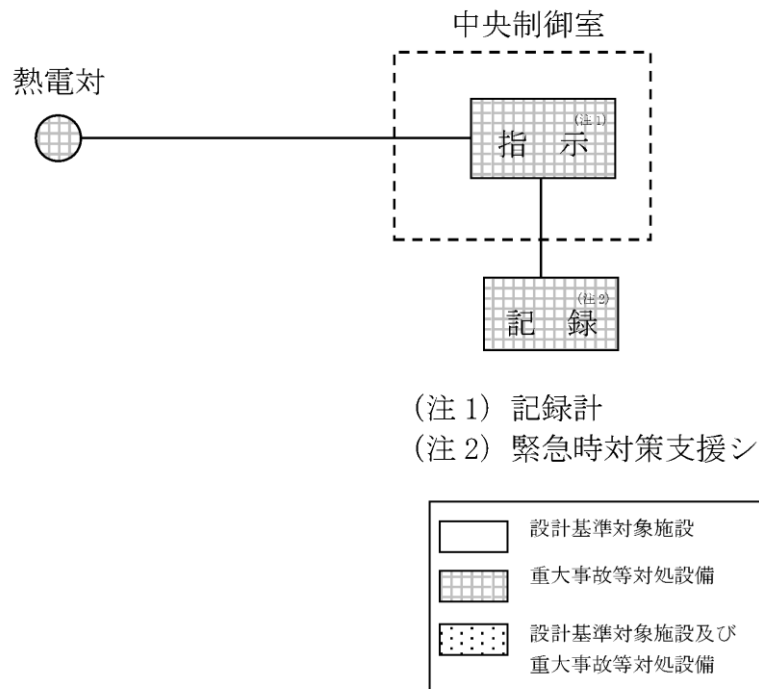 中央制御室
熱電対
(注1)
指 示
(注2)
記 録
(注 1) 記録計
(注 2) 緊急時対策支援シ
設計基準対象施設
重大事故等対処設備
設計基準対象施設及び
重大事故等対処設備